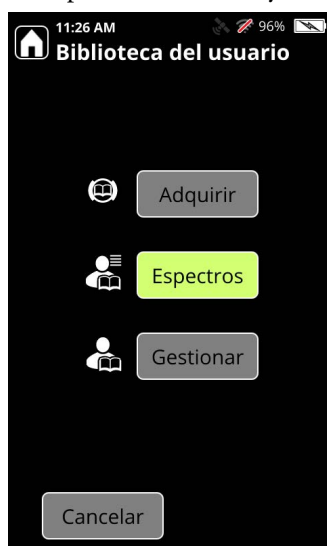 11:26 AM 96%
Biblioteca del usuario
Adquirir
Espectros
Gestionar
Cancelar